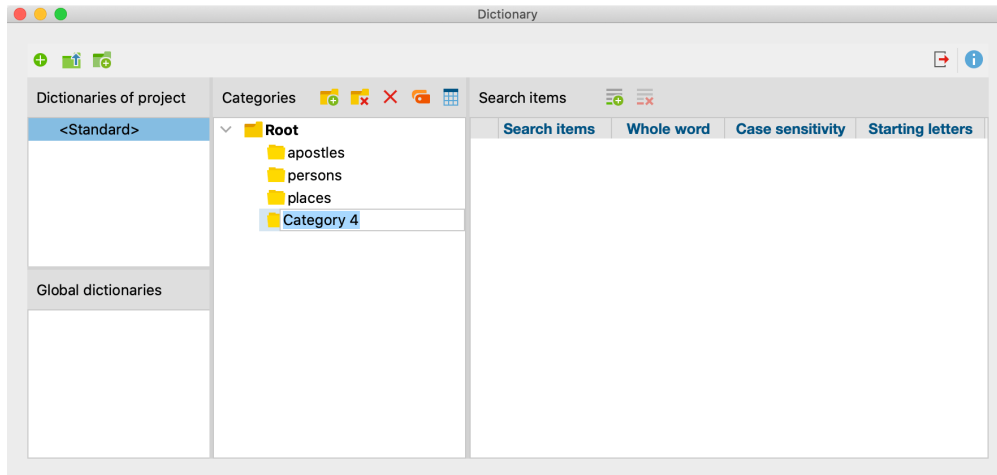 Dictionary
Dictionaries of project
Categories
Search items
<Standard>
Root
Search items Whole word Case sensitivity Starting letters
apostles
persons
places
Category 4
Global dictionaries